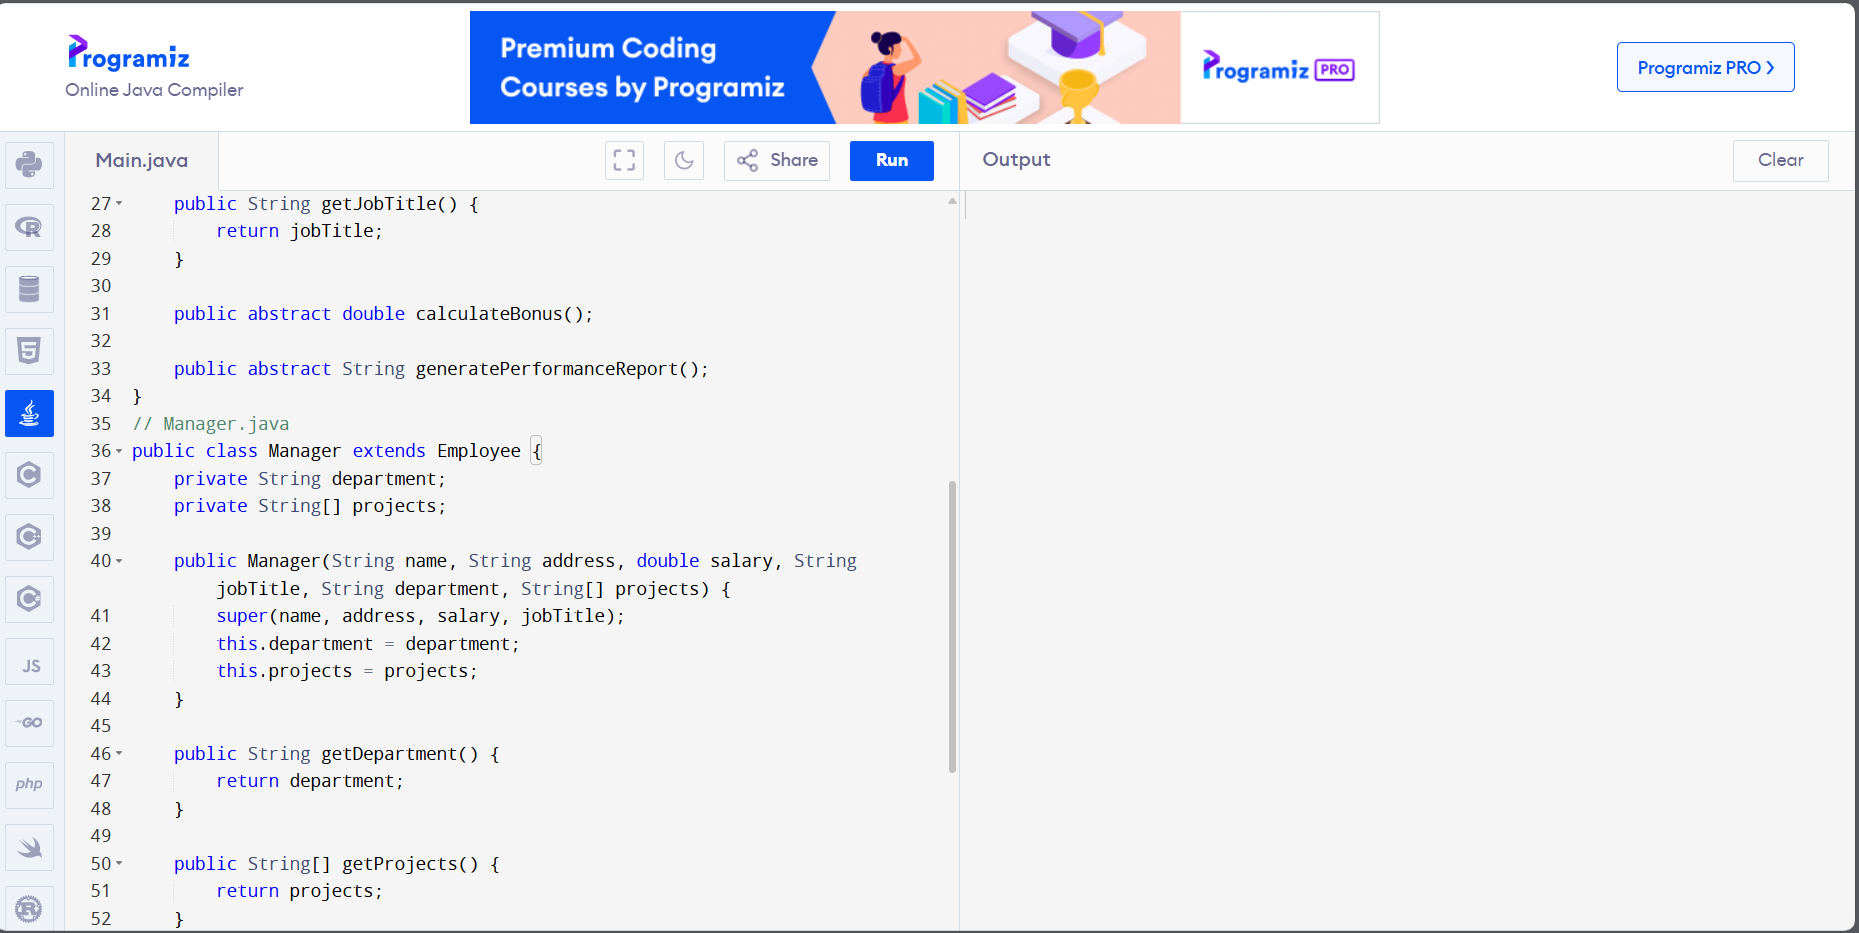 Programiz
Online Java Compiler
Premium Coding
Courses by Programiz
Programiz PRO
Programiz PRO >
Main.java
Share
Run
Output
Clear
27 public String getJobTitle() {
28 return jobTitle;
29 }
30
31 public abstract double calculateBonus();
32
33 public abstract String generatePerformanceReport();
34 }
35 // Manager.java
36 public class Manager extends Employee {
37 private String department;
38 private String[] projects;
39
40 public Manager(String name, String address, double salary, String
jobTitle, String department, String[] projects) {
41 super(name, address, salary, jobTitle);
42 this.department = department;
43 this.projects = projects;
44 }
45
46 public String getDepartment() {
47 return department;
48 }
49
50 public String[] getProjects() {
51 return projects;
52 }
R
5
C
C+
C
JS
GO
php
R